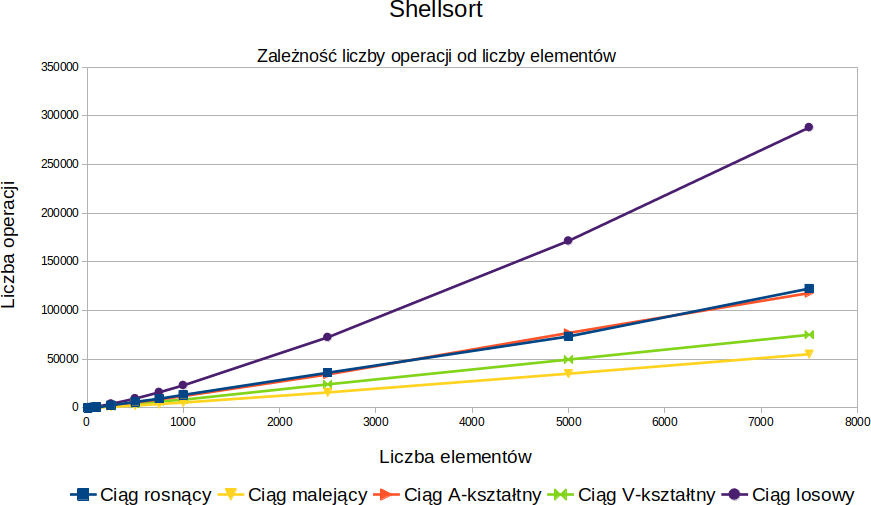 Shellsort
Zależność liczby operacji od liczby elementów
Liczba operacji
350000
300000
250000
200000
150000
100000
50000
0
0 1000 2000 3000 4000 5000 6000 7000 8000
Liczba elementów
Ciąg rosnący Ciąg malejący Ciąg A-kształtny Ciąg V-kształtny Ciąg losowy